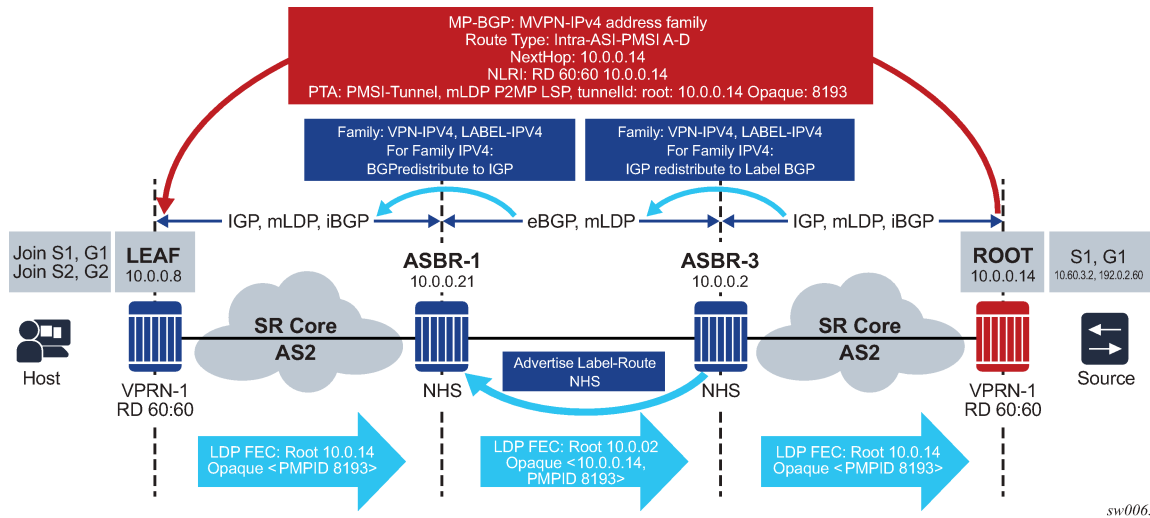 MP-BGP: MVPN-IPv4 address family
Route Type: Intra-ASI-PMSI A-D
NextHop: 10.0.0.14
NLRI: RD 60:60 10.0.0.14
PTA: PMSI-Tunnel, mLDP P2MP LSP, tunnelId: root: 10.0.0.14 Opaque: 8193
Family: VPN-IPV4, LABEL-IPV4
For Family IPV4:
BGPredistribute to IGP
Family: VPN-IPV4, LABEL-IPV4
For Family IPV4:
IGP redistribute to Label BGP
IGP, mLDP, iBGP
eBGP, mLDP
IGP, mLDP, iBGP
Join S1, G1
Join S2, G2
LEAF
10.0.0.8
ASBR-1
10.0.0.21
ASBR-3
10.0.0.2
ROOT
10.0.0.14
S1, G1
10.60.3.2, 192.0.2.60
Host
VPRN-1
RD 60:60
SR Core
AS2
NHS
Advertise Label-Route
NHS
NHS
SR Core
AS2
VPRN-1
RD 60:60
Source
LDP FEC: Root 10.0.14
Opaque <PMPID 8193>
LDP FEC: Root 10.0.02
Opaque <10.0.0.14,
PMPID 8193>
LDP FEC: Root 10.0.14
Opaque <PMPID 8193>